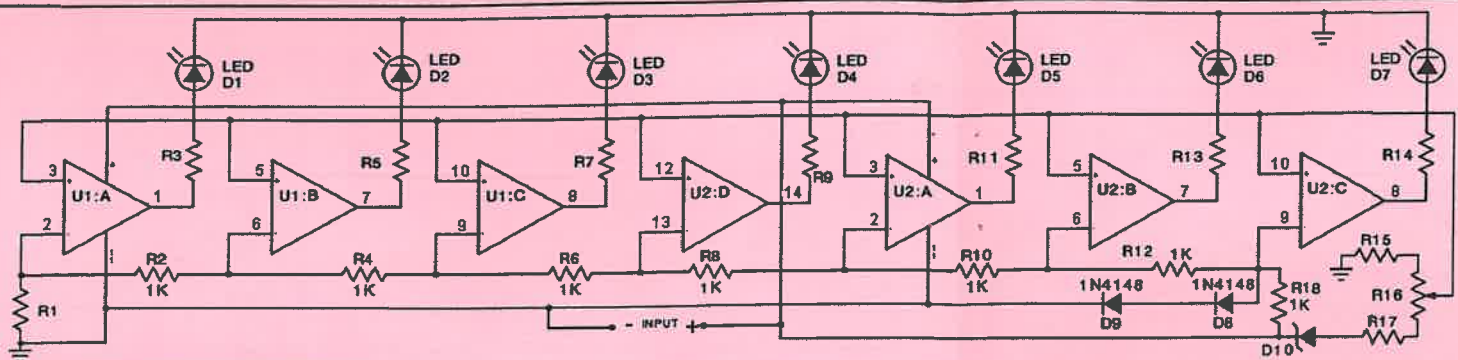 LED
D1
LED
D2
LED
D3
LED
D4
LED
D5
LED
D6
LED
D7
3
+
U1:A
1
2
-
R3
5
+
U1:B
7
6
-
R5
10
+
U1:C
8
9
-
R7
12
+
U2:D
14
13
-
R9
3
+
U2:A
1
2
-
R11
5
+
U2:B
7
6
-
R13
10
+
U2:C
8
9
-
R14
R1
R2
1K
R4
1K
R6
1K
R8
1K
R10
1K
R12
1K
R18
1K
R15
R16
R17
1N4148
D9
1N4148
D8
D10
- INPUT +